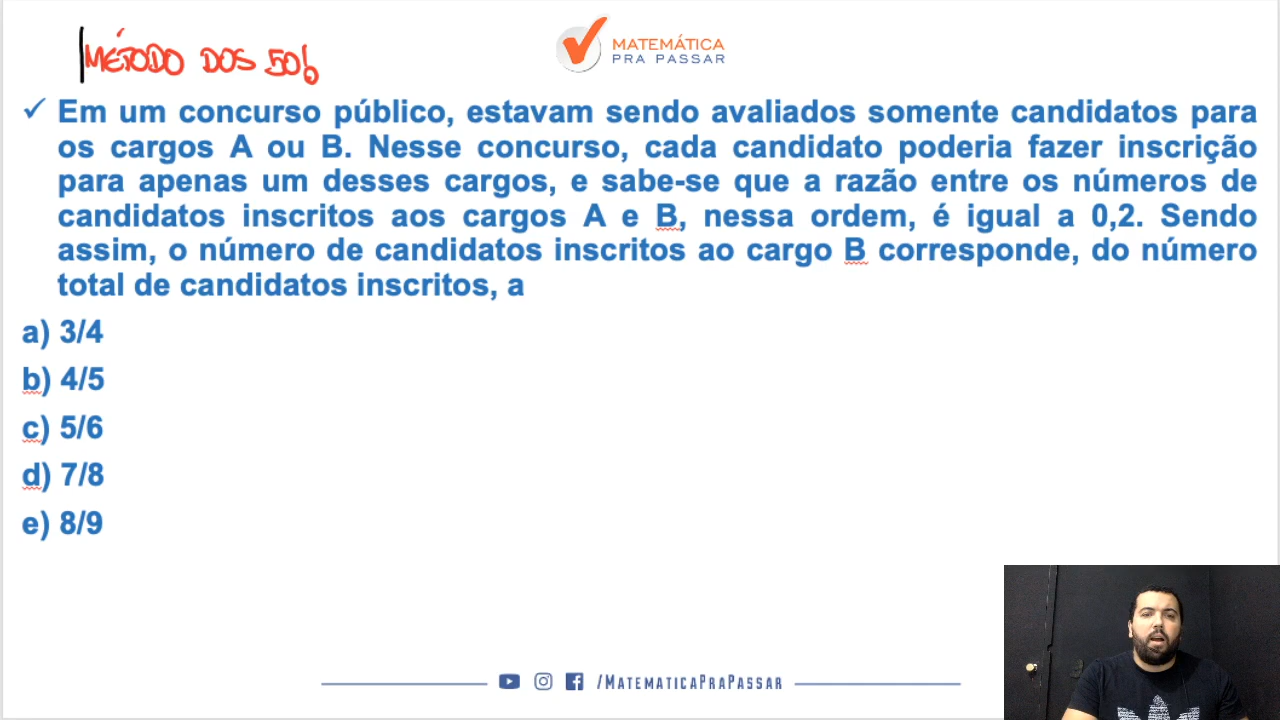 MÉTODO DOS 50!
MATEMÁTICA
PRA PASSAR
✓ Em um concurso público, estavam sendo avaliados somente candidatos para
os cargos A ou B. Nesse concurso, cada candidato poderia fazer inscrição
para apenas um desses cargos, e sabe-se que a razão entre os números de
candidatos inscritos aos cargos A e B, nessa ordem, é igual a 0,2. Sendo
assim, o número de candidatos inscritos ao cargo B corresponde, do número
total de candidatos inscritos, a
a) 3/4
b) 4/5
c) 5/6
d) 7/8
e) 8/9
/MATEMATICAPRAPASSAR